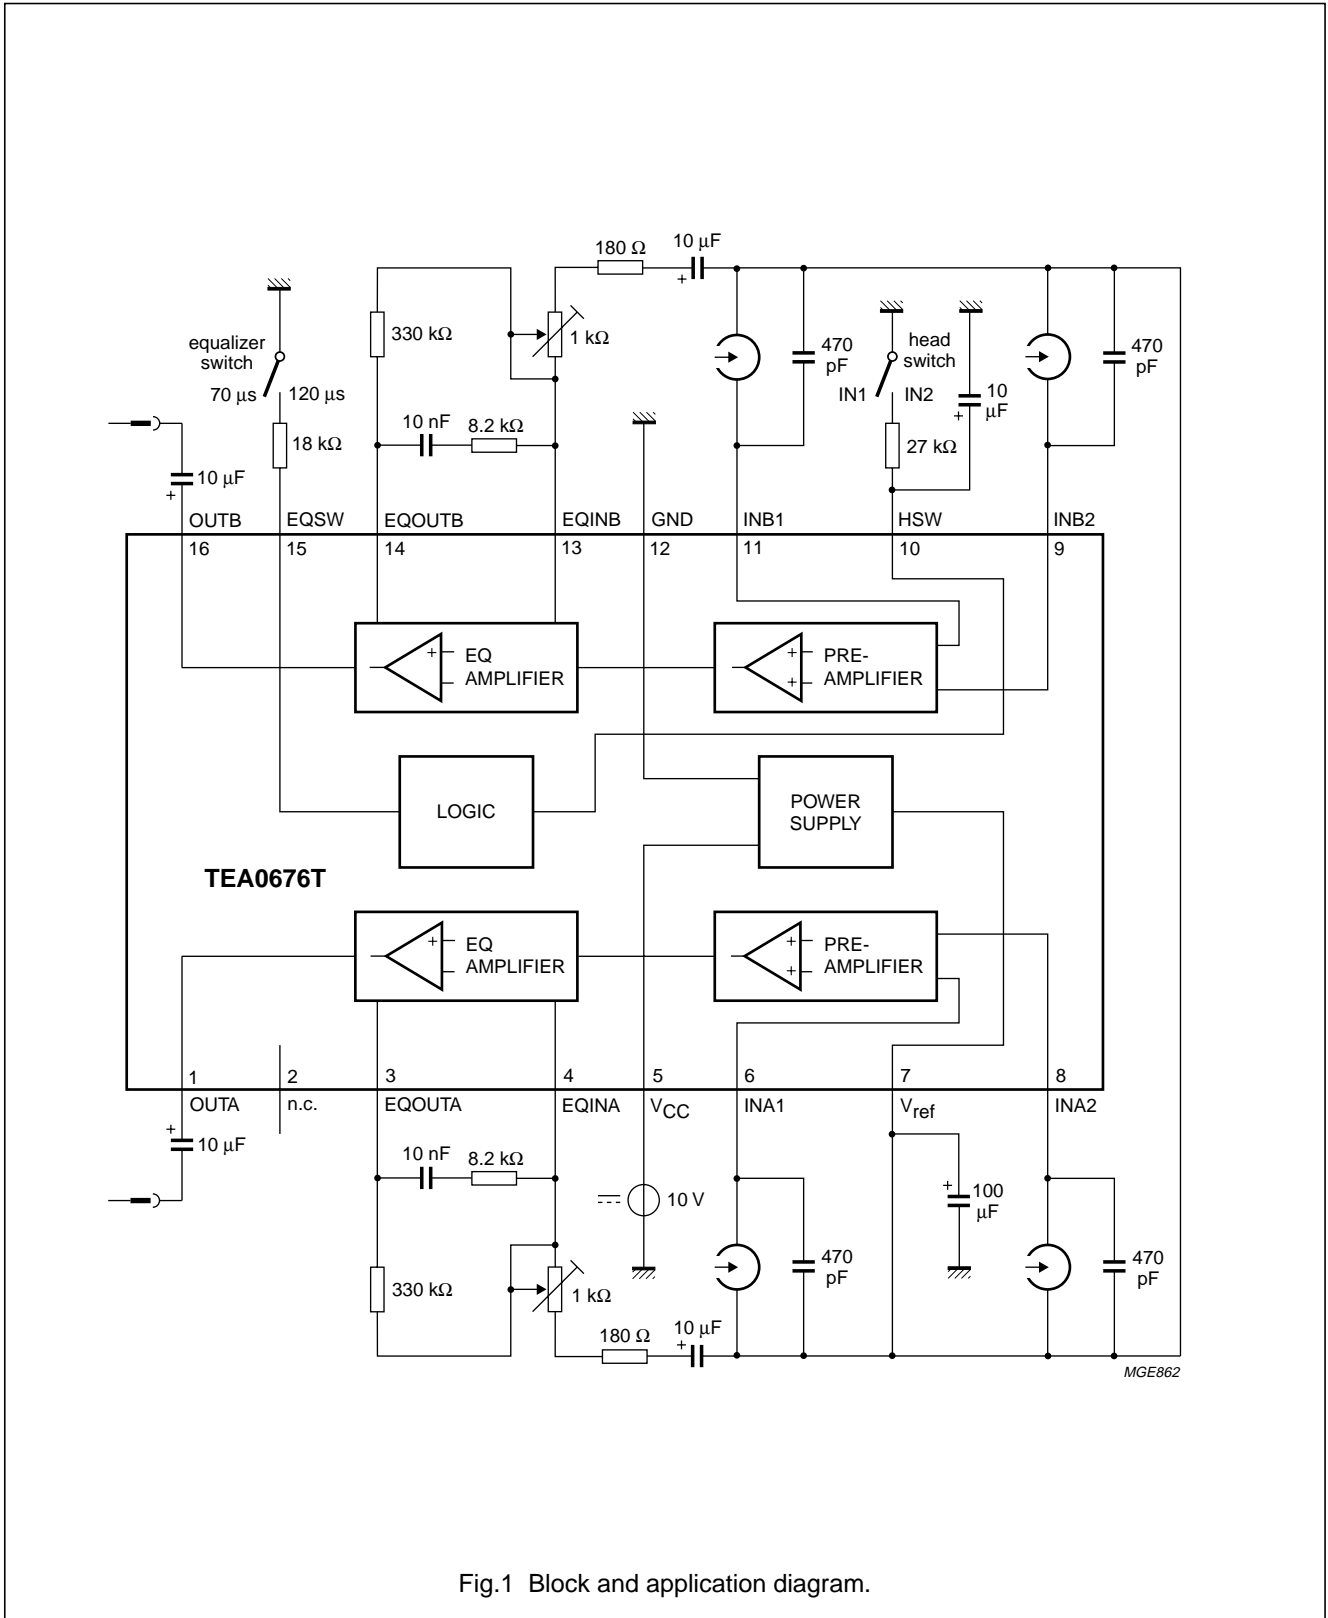 180 Ω
10 μF
+
330 kΩ
1 kΩ
equalizer
switch
70 μs
120 μs
470
pF
head
switch
IN1
IN2
10
μF
+
470
pF
18 kΩ
10 nF
8.2 kΩ
27 kΩ
10 μF
+
OUTB
EQSW
EQOUTB
EQINB
GND
INB1
HSW
INB2
16
15
14
13
12
11
10
9
+
EQ
AMPLIFIER
+
+
PRE-
AMPLIFIER
LOGIC
POWER
SUPPLY
TEA0676T
+
EQ
AMPLIFIER
+
+
PRE-
AMPLIFIER
1
2
3
4
5
6
7
8
OUTA
n.c.
EQOUTA
EQINA
VCC
INA1
Vref
INA2
+
10 μF
10 nF
8.2 kΩ
10 V
+
100
μF
470
pF
470
pF
330 kΩ
1 kΩ
180 Ω
10 μF
+
MGE862
Fig.1 Block and application diagram.